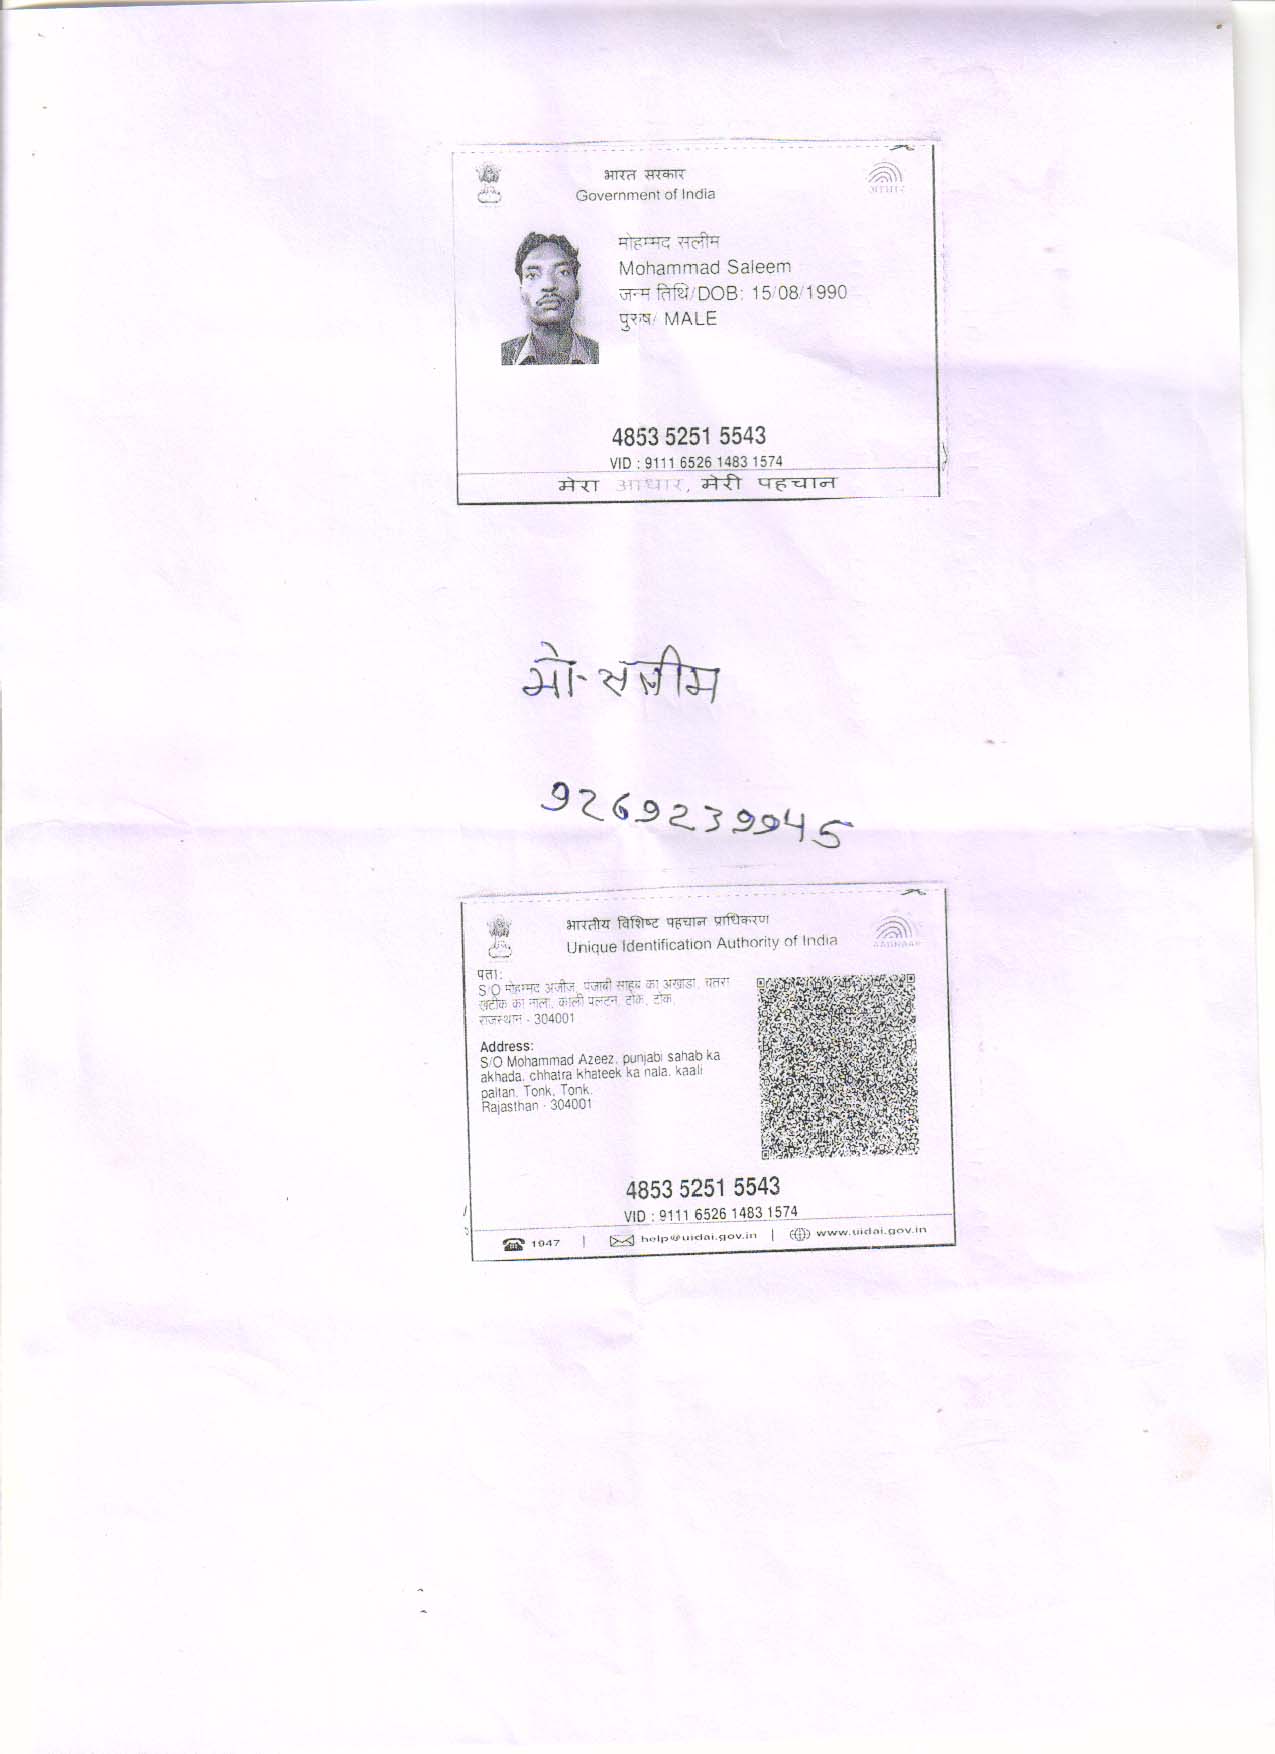 भारत सरकार
Government of India
मोहम्मद सलीम
Mohammad Saleem
जन्म तिथि/DOB: 15/08/1990
पुरुष/ MALE
4853 5251 5543
VID : 9111 6526 1483 1574
मेरा आधार, मेरी पहचान
मो-सलीम
9269239945
भारतीय विशिष्ट पहचान प्राधिकरण
Unique Identification Authority of India
AADHAAR
पता:
S/O मोहम्मद अजीज, पंजाबी साहब का अखाडा, चतरा
खटीक का नाला, काली पलटन, टोंक, टोंक,
राजस्थान - 304001
Address:
S/O Mohammad Azeez, punjabi sahab ka
akhada, chhatra khateek ka nala, kaali
paltan, Tonk, Tonk,
Rajasthan - 304001
4853 5251 5543
VID : 9111 6526 1483 1574
1947 | help@uidai.gov.in | www.uidai.gov.in